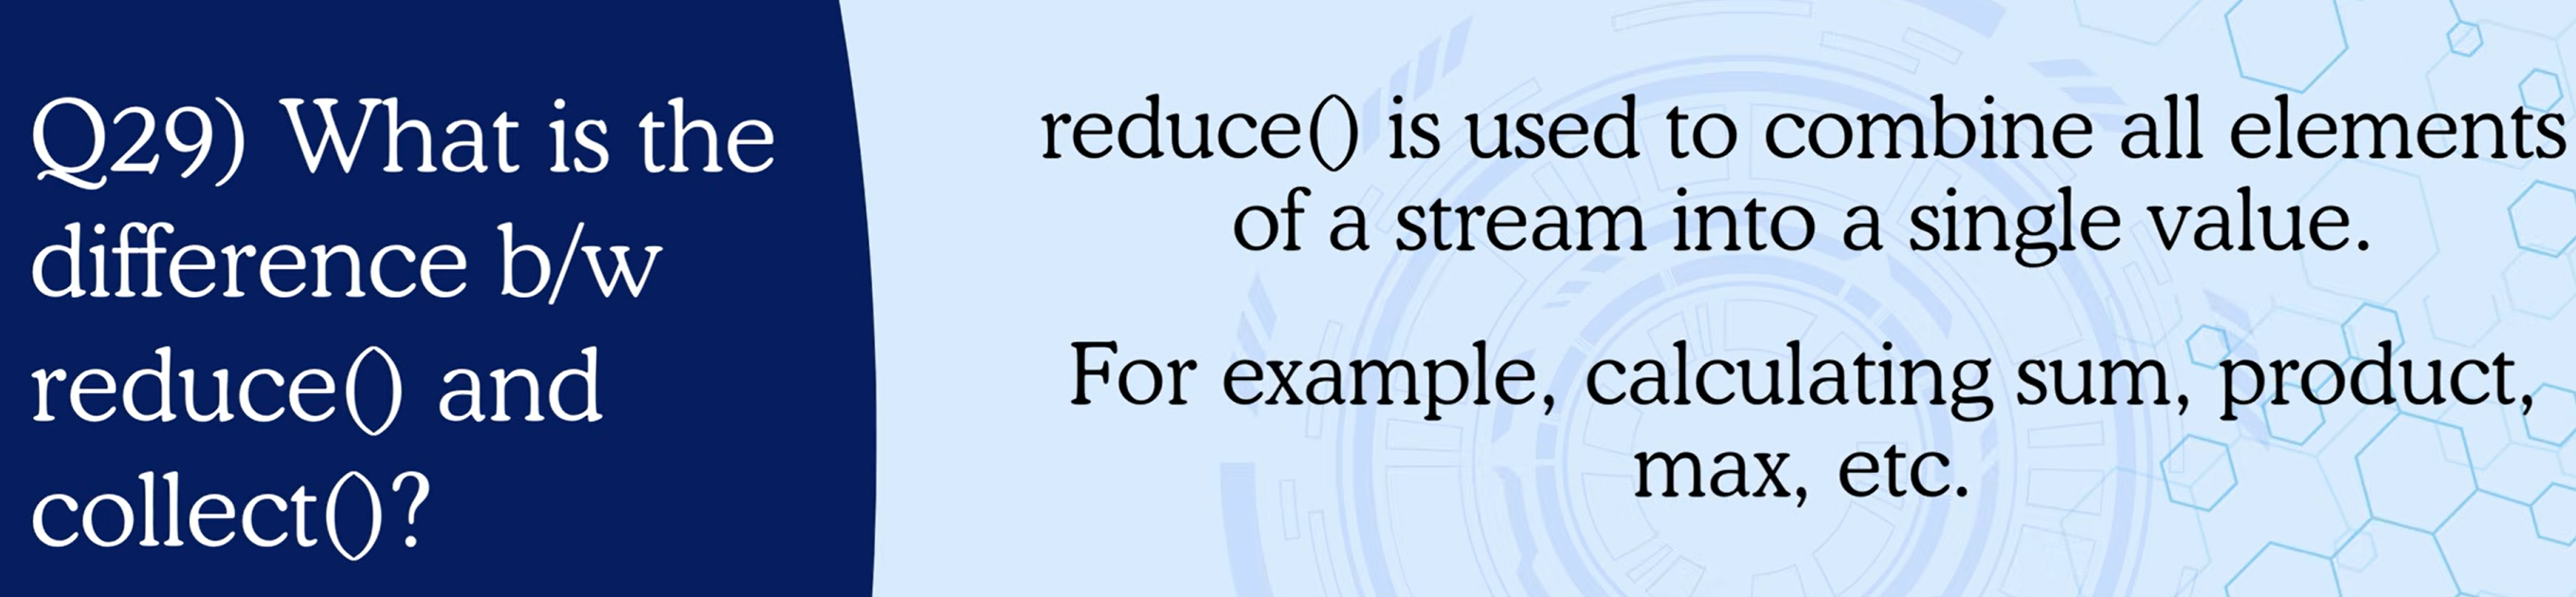 Q29) What is the
difference b/w
reduce() and
collect()?
reduce() is used to combine all elements
of a stream into a single value.
For example, calculating sum, product,
max, etc.